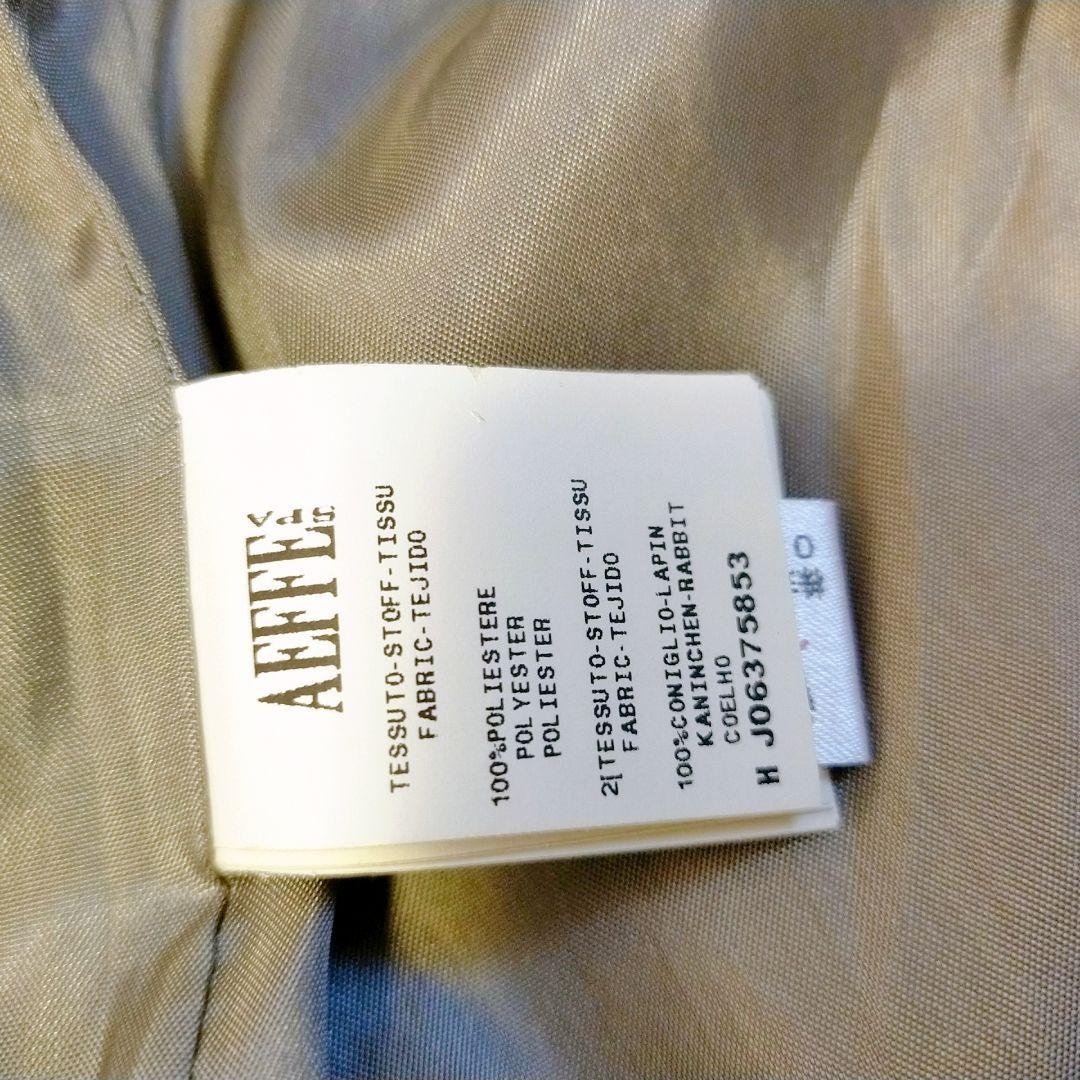 AEFFE SPA
TESSUTO-STOFF-TISSU
FABRIC-TEJIDO
100%POLIESTERE
POLYESTER
POLIESTER
2[TESSUTO-STOFF-TISSU
FABRIC-TEJIDO
100%CONIGLIO-LAPIN
KANINCHEN-RABBIT
COELHO
H J06375853